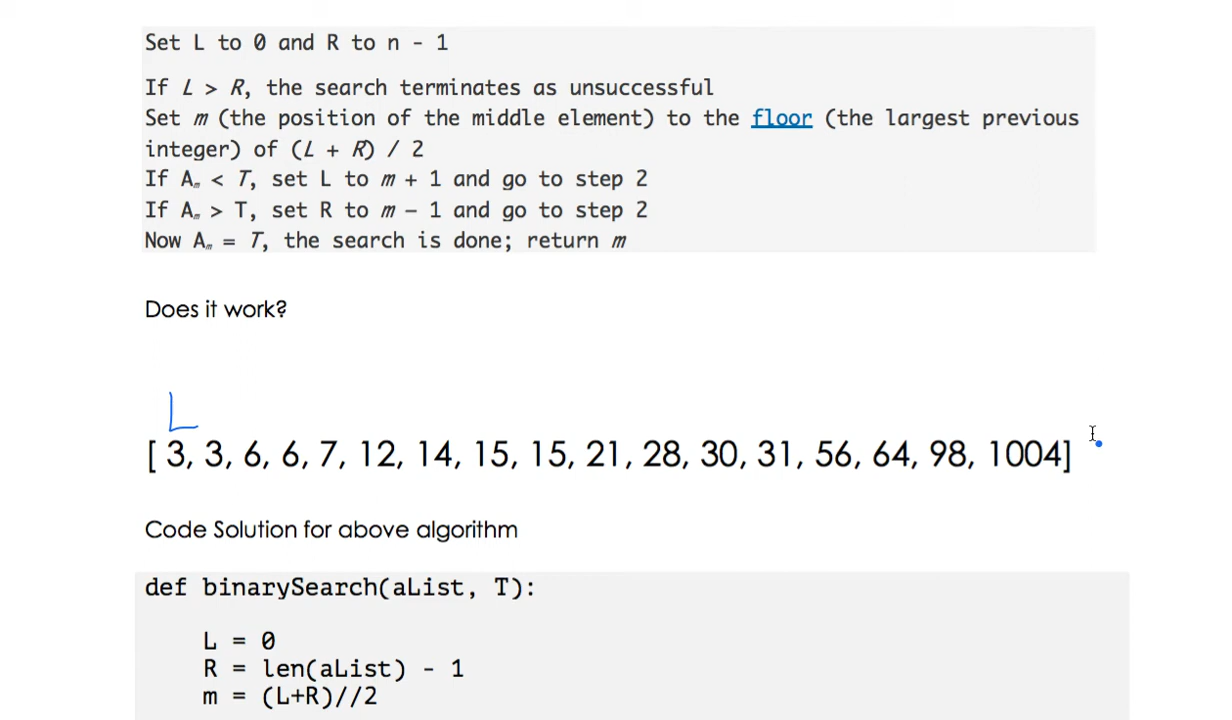 Set L to 0 and R to n - 1
If L > R, the search terminates as unsuccessful
Set m (the position of the middle element) to the floor (the largest previous
integer) of (L + R) / 2
If Am < T, set L to m + 1 and go to step 2
If Am > T, set R to m – 1 and go to step 2
Now Am = T, the search is done; return m
Does it work?
L
[ 3, 3, 6, 6, 7, 12, 14, 15, 15, 21, 28, 30, 31, 56, 64, 98, 1004]
Code Solution for above algorithm
def binarySearch(aList, T):
L = 0
R = len(aList) - 1
m = (L+R)//2